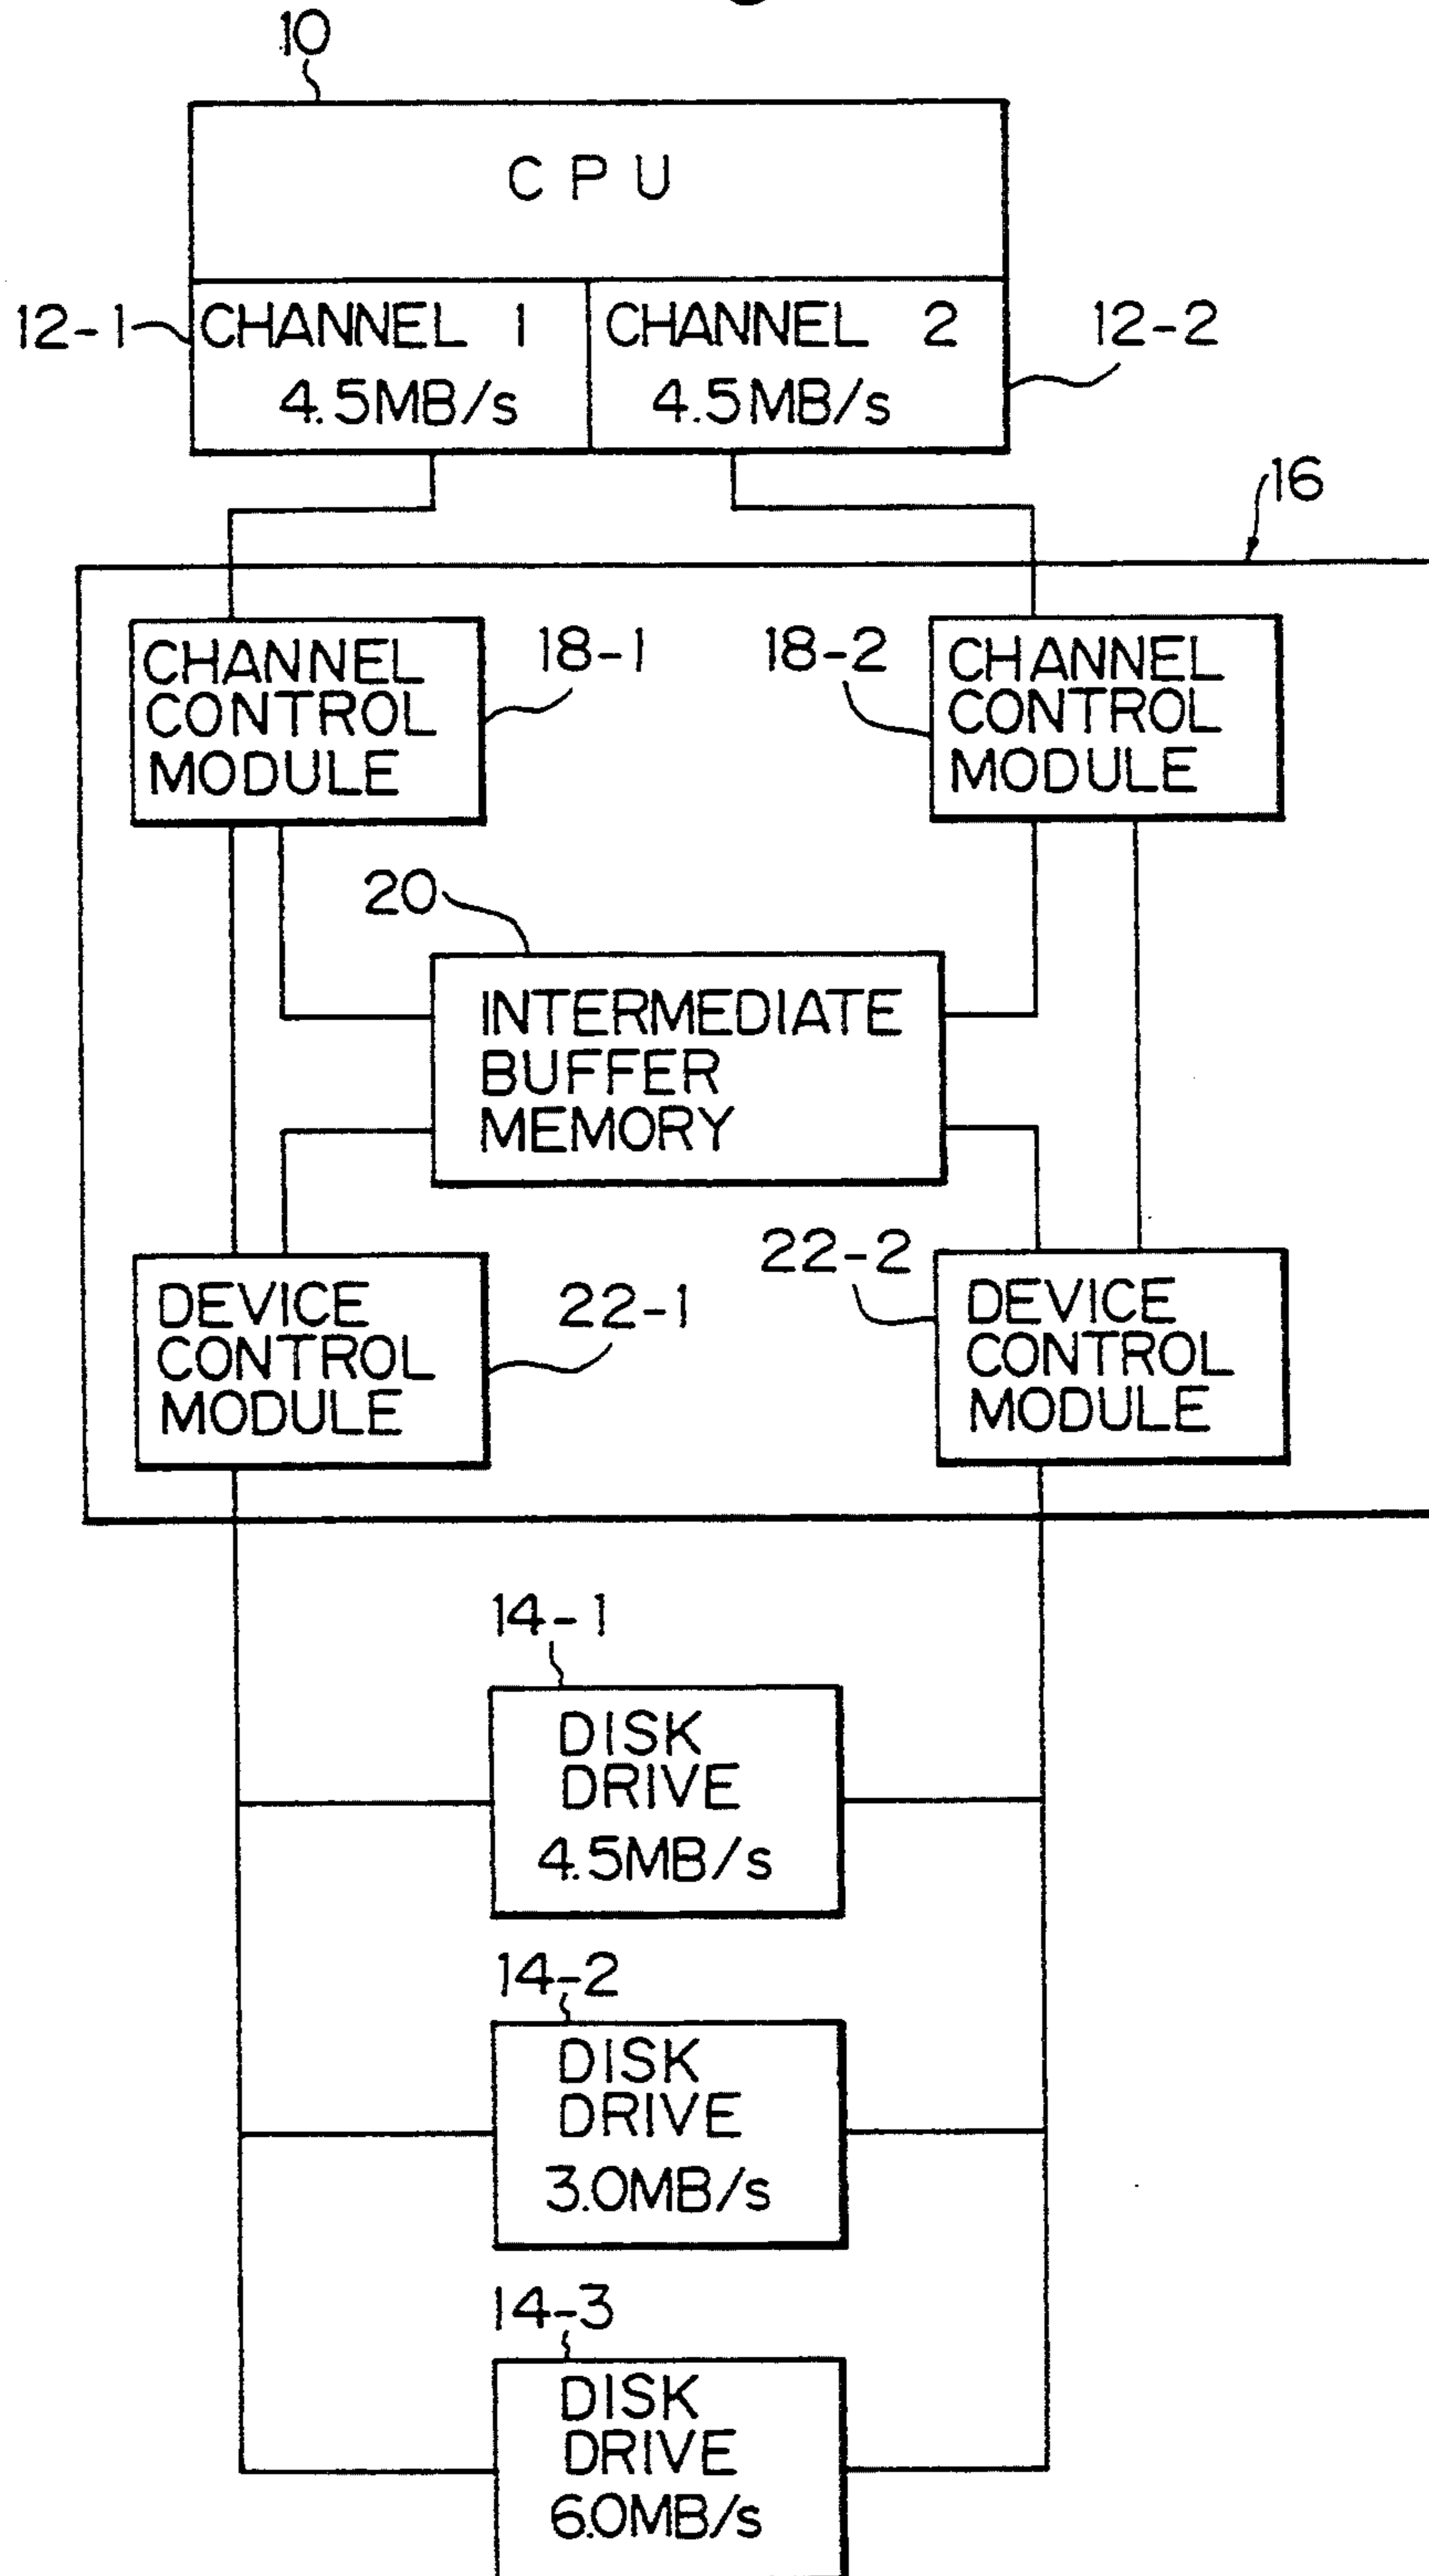 10
CPU
12-1
CHANNEL 1
4.5MB/s
CHANNEL 2
4.5MB/s
12-2
16
CHANNEL
CONTROL
MODULE
18-1
18-2
CHANNEL
CONTROL
MODULE
20
INTERMEDIATE
BUFFER
MEMORY
DEVICE
CONTROL
MODULE
22-1
22-2
DEVICE
CONTROL
MODULE
14-1
DISK
DRIVE
4.5MB/s
14-2
DISK
DRIVE
3.0MB/s
14-3
DISK
DRIVE
6.0MB/s